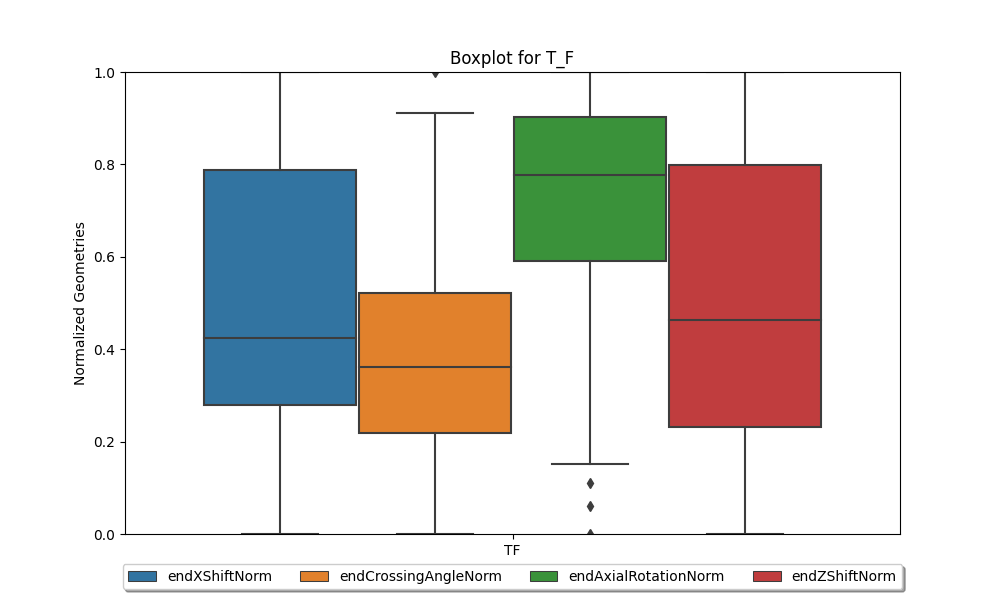 Boxplot for T_F
Normalized Geometries
1.0
0.8
0.6
0.4
0.2
0.0
TF
endXShiftNorm endCrossingAngleNorm endAxialRotationNorm endZShiftNorm